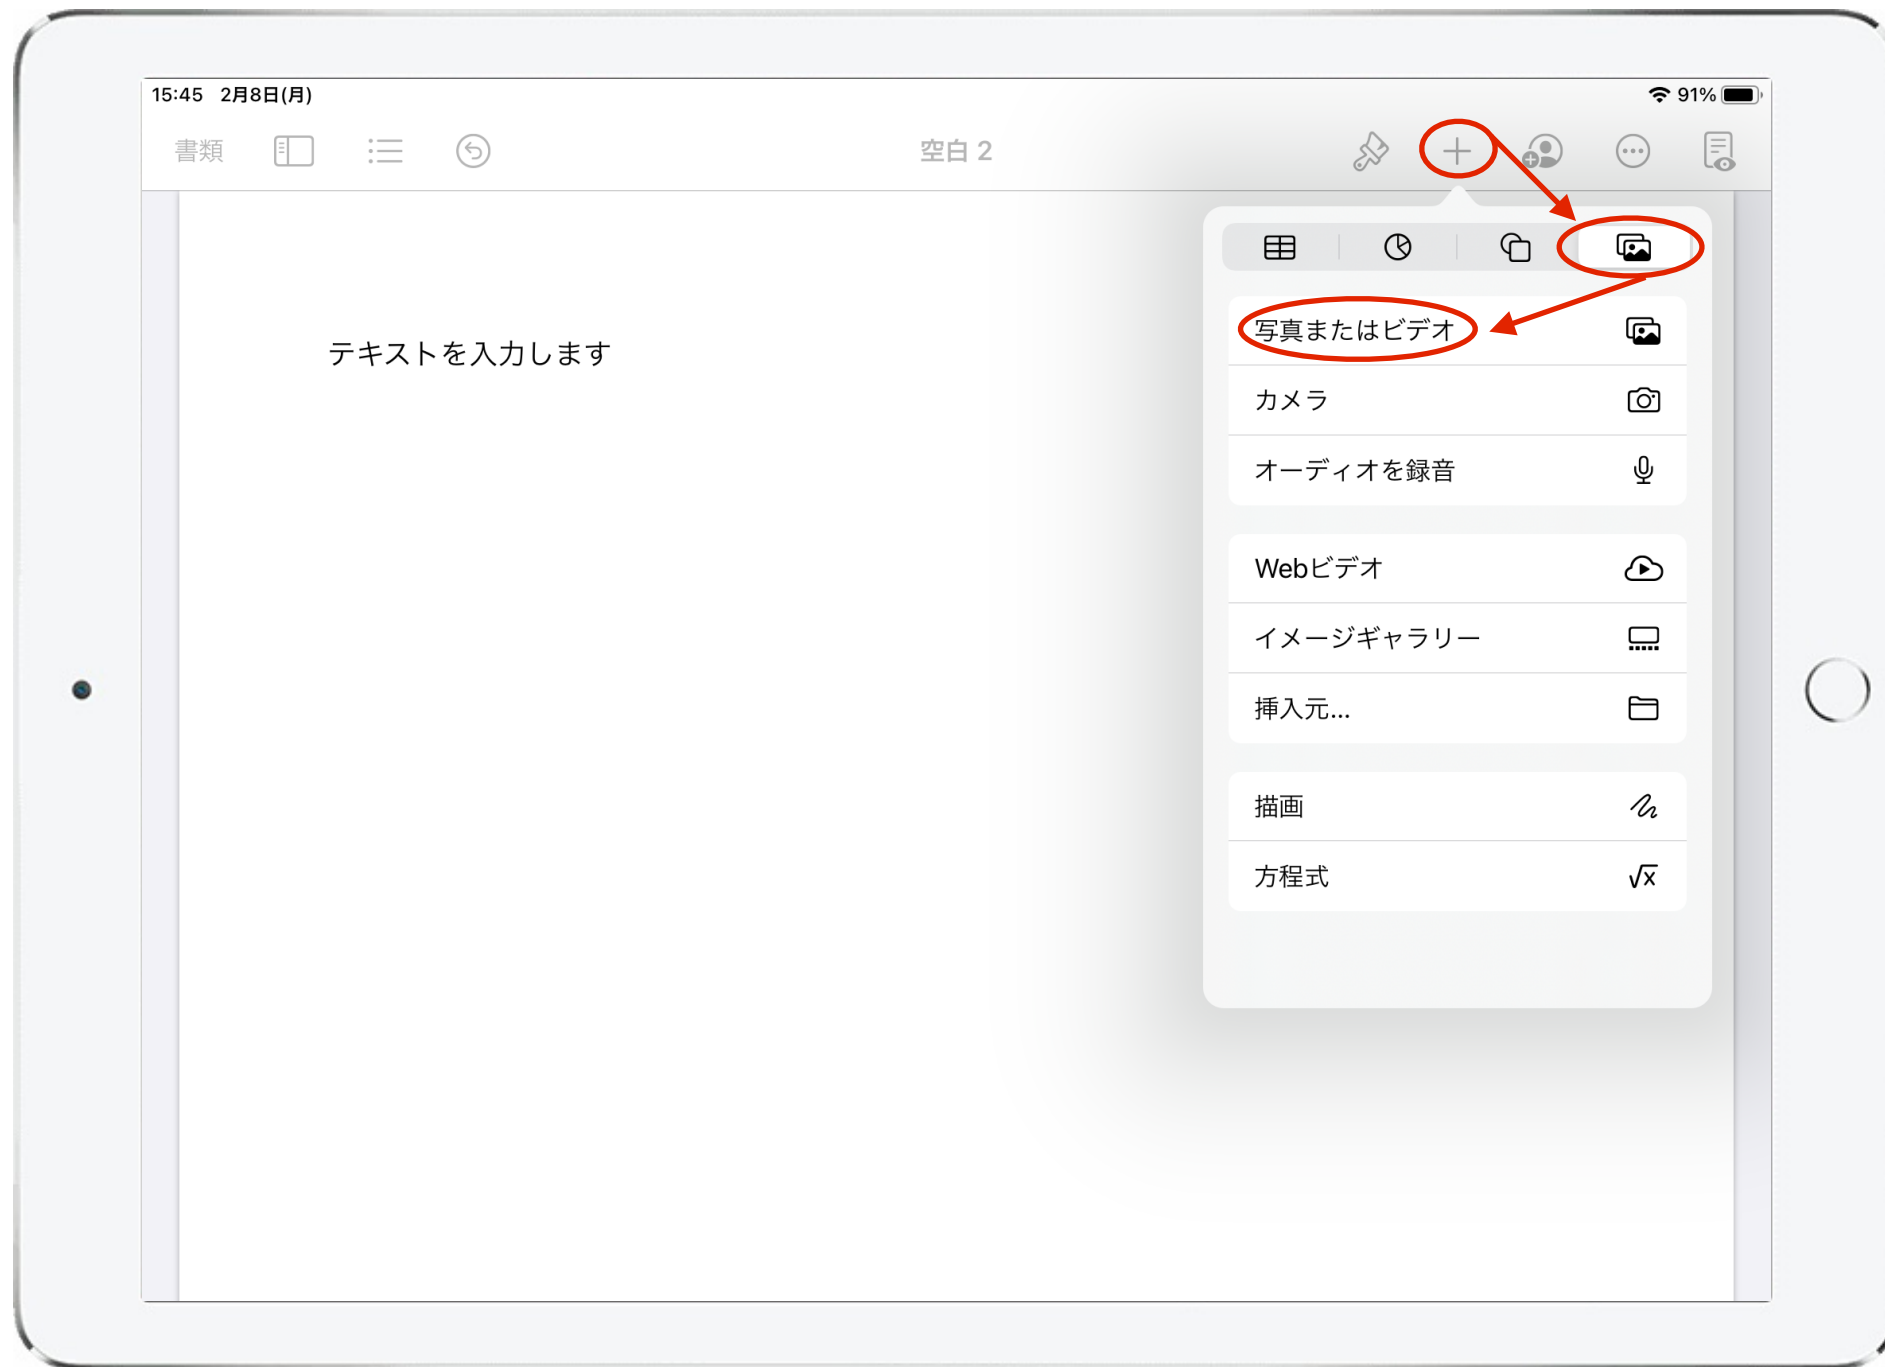 15:45 2月8日(月)
91%
書類
空白 2
テキストを入力します
写真またはビデオ
カメラ
オーディオを録音
Webビデオ
イメージギャラリー
挿入元...
描画
方程式